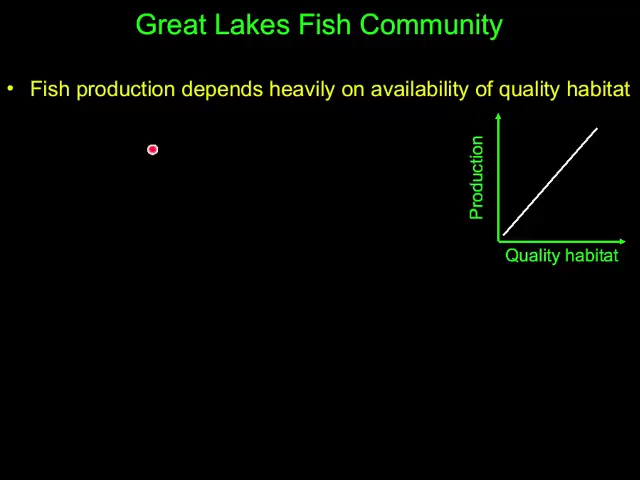 Great Lakes Fish Community
• Fish production depends heavily on availability of quality habitat
Production
Quality habitat